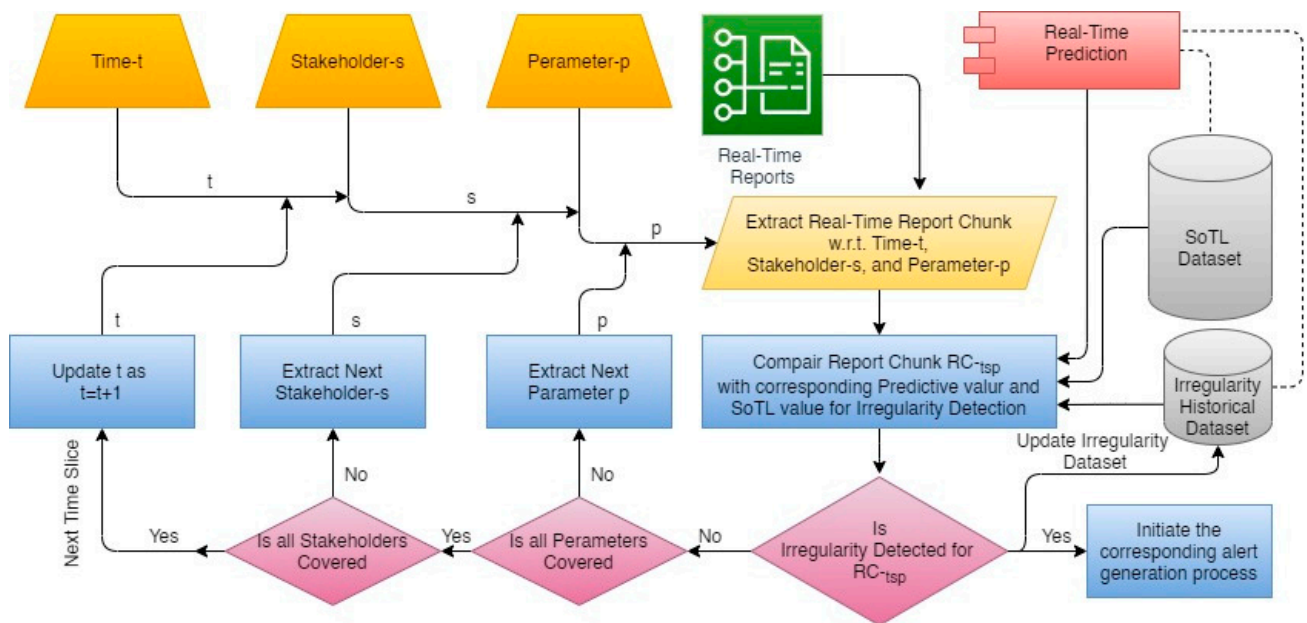 Time-t
Stakeholder-s
Perameter-p
Real-Time
Prediction
Real-Time
Reports
t
s
p
Extract Real-Time Report Chunk
w.r.t. Time-t,
Stakeholder-s, and Perameter-p
SoTL
Dataset
t
s
p
Update t as
t=t+1
Extract Next
Stakeholder-s
Extract Next
Parameter p
Compair Report Chunk RC-tsp
with corresponding Predictive valur and
SoTL value for Irregularity Detection
Irregularity
Historical
Dataset
Update Irregularity
Dataset
Next Time Slice
No
No
Yes
Is all Stakeholders
Covered
Yes
Is all Perameters
Covered
No
Is
Irregularity Detected for
RC-tsp
Yes
Initiate the
corresponding alert
generation process